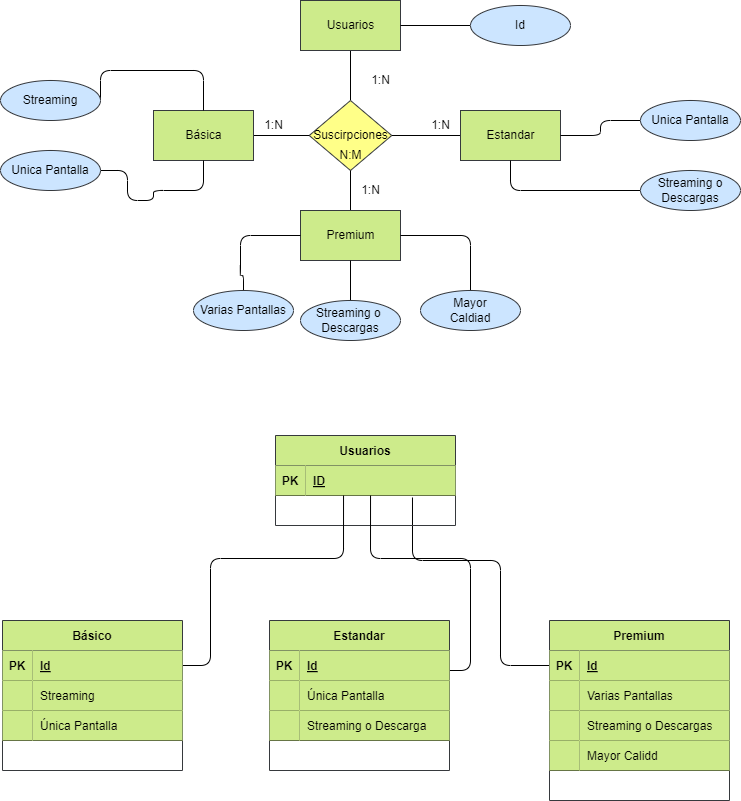 Usuarios
Id
1:N
Streaming
Básica
1:N
Suscirpciones
N:M
1:N
Estandar
Unica Pantalla
Unica Pantalla
1:N
Streaming o
Descargas
Premium
Varias Pantallas
Streaming o
Descargas
Mayor
Caldiad
Usuarios
PK ID
Básico
PK Id
Streaming
Única Pantalla
Estandar
PK Id
Única Pantalla
Streaming o Descarga
Premium
PK Id
Varias Pantallas
Streaming o Descargas
Mayor Calidd